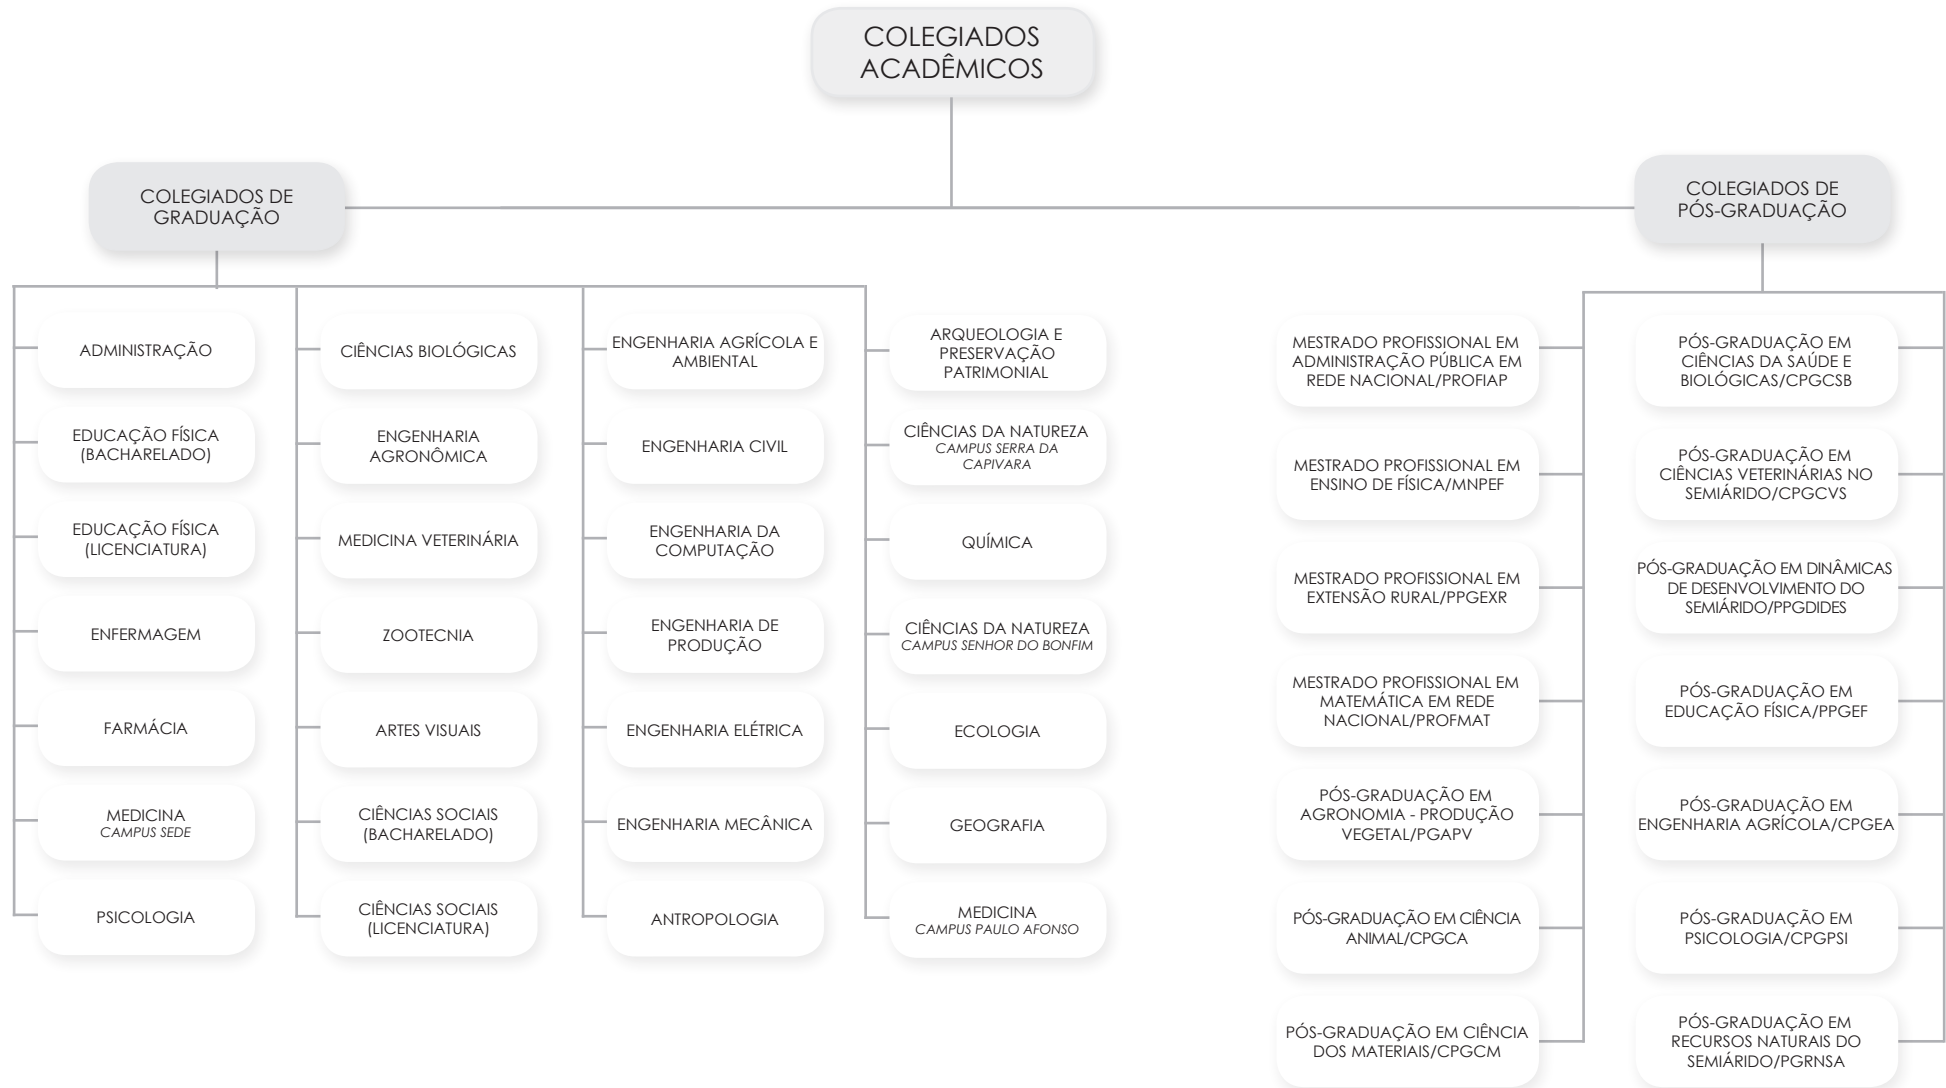 COLEGIADOS
ACADÊMICOS
COLEGIADOS DE
GRADUAÇÃO
COLEGIADOS DE
PÓS-GRADUAÇÃO
ADMINISTRAÇÃO
EDUCAÇÃO FÍSICA
(BACHARELADO)
EDUCAÇÃO FÍSICA
(LICENCIATURA)
ENFERMAGEM
FARMÁCIA
MEDICINA
CAMPUS SEDE
PSICOLOGIA
CIÊNCIAS BIOLÓGICAS
ENGENHARIA
AGRONÔMICA
MEDICINA VETERINÁRIA
ZOOTECNIA
ARTES VISUAIS
CIÊNCIAS SOCIAIS
(BACHARELADO)
CIÊNCIAS SOCIAIS
(LICENCIATURA)
ENGENHARIA AGRÍCOLA E
AMBIENTAL
ENGENHARIA CIVIL
ENGENHARIA DA
COMPUTAÇÃO
ENGENHARIA DE
PRODUÇÃO
ENGENHARIA ELÉTRICA
ENGENHARIA MECÂNICA
ANTROPOLOGIA
ARQUEOLOGIA E
PRESERVAÇÃO
PATRIMONIAL
CIÊNCIAS DA NATUREZA
CAMPUS SERRA DA
CAPIVARA
QUÍMICA
CIÊNCIAS DA NATUREZA
CAMPUS SENHOR DO BONFIM
ECOLOGIA
GEOGRAFIA
MEDICINA
CAMPUS PAULO AFONSO
MESTRADO PROFISSIONAL EM
ADMINISTRAÇÃO PÚBLICA EM
REDE NACIONAL/PROFIAP
MESTRADO PROFISSIONAL EM
ENSINO DE FÍSICA/MNPEF
MESTRADO PROFISSIONAL EM
EXTENSÃO RURAL/PPGEXR
MESTRADO PROFISSIONAL EM
MATEMÁTICA EM REDE
NACIONAL/PROFMAT
PÓS-GRADUAÇÃO EM
AGRONOMIA - PRODUÇÃO
VEGETAL/PGAPV
PÓS-GRADUAÇÃO EM CIÊNCIA
ANIMAL/CPGCA
PÓS-GRADUAÇÃO EM CIÊNCIA
DOS MATERIAIS/CPGCM
PÓS-GRADUAÇÃO EM
CIÊNCIAS DA SAÚDE E
BIOLÓGICAS/CPGCSB
PÓS-GRADUAÇÃO EM
CIÊNCIAS VETERINÁRIAS NO
SEMIÁRIDO/CPGCVS
PÓS-GRADUAÇÃO EM DINÂMICAS
DE DESENVOLVIMENTO DO
SEMIÁRIDO/PPGDIDES
PÓS-GRADUAÇÃO EM
EDUCAÇÃO FÍSICA/PPGEF
PÓS-GRADUAÇÃO EM
ENGENHARIA AGRÍCOLA/CPGEA
PÓS-GRADUAÇÃO EM
PSICOLOGIA/CPGPSI
PÓS-GRADUAÇÃO EM
RECURSOS NATURAIS DO
SEMIÁRIDO/PGRNSA